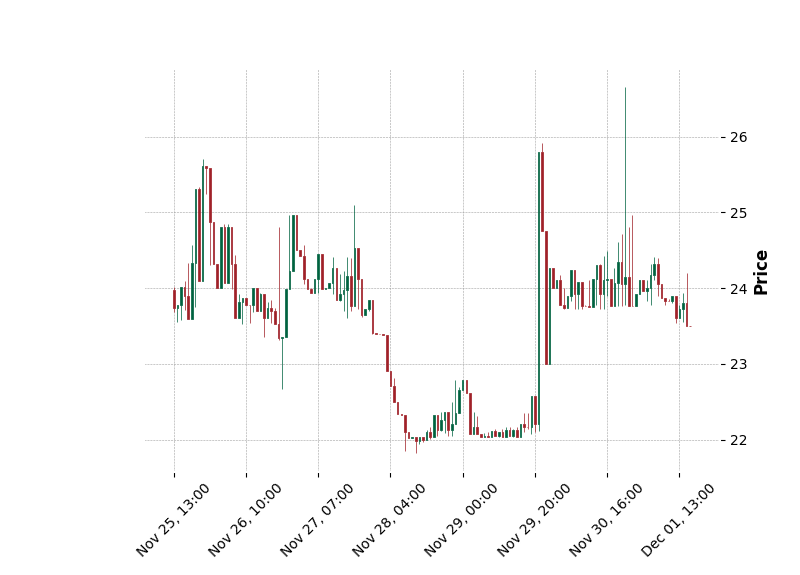 26
25
24
23
22
Price
Nov 25, 13:00
Nov 26, 10:00
Nov 27, 07:00
Nov 28, 04:00
Nov 29, 00:00
Nov 29, 20:00
Nov 30, 16:00
Dec 01, 13:00